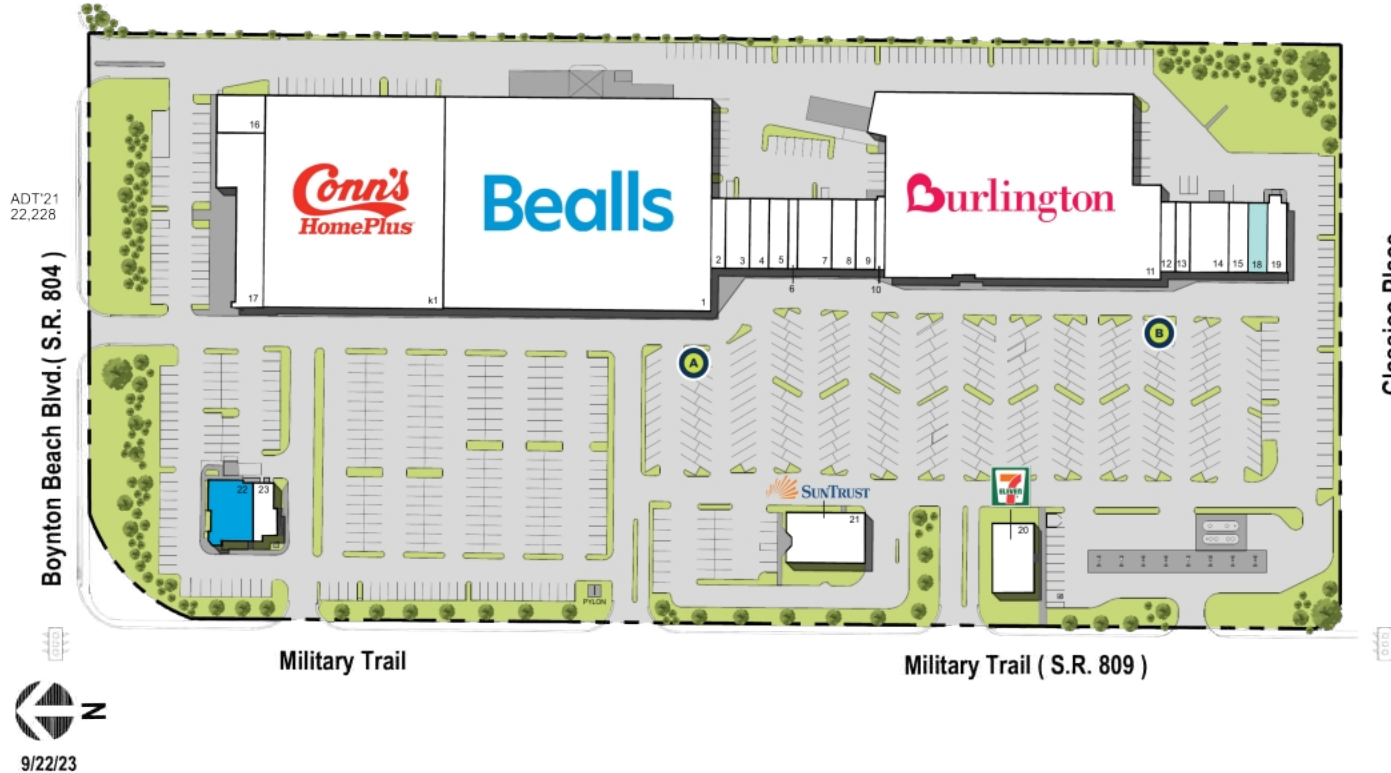 ADT'21
22,228
Boynton Beach Blvd.( S.R. 804 )
16
17
Conn's
HomePlus
k1
Bealls
1
2
3
4
5
6
7
8
9
10
Burlington
11
12
13
14
15
18
19
A
B
22
23
SUNTRUST
21
7
ELEVEN
20
PYLON
Military Trail
Military Trail ( S.R. 809 )
N
9/22/23